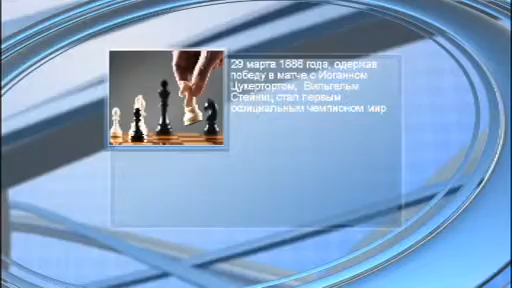 29 марта 1886 года, одержав
победу в матче с Иоганном
Цукертортом, Вильгельм
Стейниц стал первым
официальным чемпионом мир